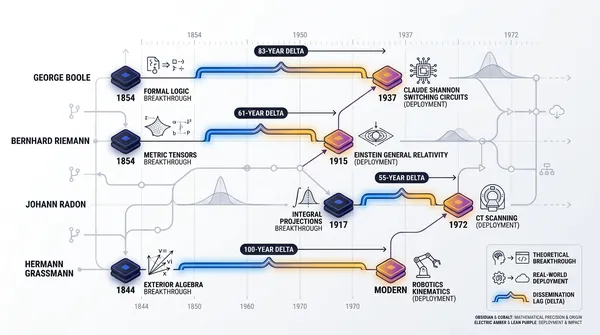 1854
1950
1937
1972
83-YEAR DELTA
GEORGE BOOLE
1854
FORMAL LOGIC
BREAKTHROUGH
1937
CLAUDE SHANNON
SWITCHING CIRCUITS
(DEPLOYMENT)
61-YEAR DELTA
BERNHARD RIEMANN
1854
METRIC TENSORS
BREAKTHROUGH
1915
EINSTEIN GENERAL RELATIVITY
(DEPLOYMENT)
55-YEAR DELTA
JOHANN RADON
INTEGRAL
PROJECTIONS
BREAKTHROUGH
1917
1972
CT SCANNING
(DEPLOYMENT)
100-YEAR DELTA
HERMANN
GRASSMANN
1844
EXTERIOR ALGEBRA
BREAKTHROUGH
MODERN
ROBOTICS
KINEMATICS
(DEPLOYMENT)
THEORETICAL
BREAKTHROUGH
REAL-WORLD
DEPLOYMENT
DISSEMINATION
LAG (DELTA)
1844
1850
1960
1970
1970
OBSIDIAN & COBALT: MATHEMATICAL PRECISION & ORIGIN
ELECTRIC AMBER & LEAN PURPLE: DEPLOYMENT & IMPACT